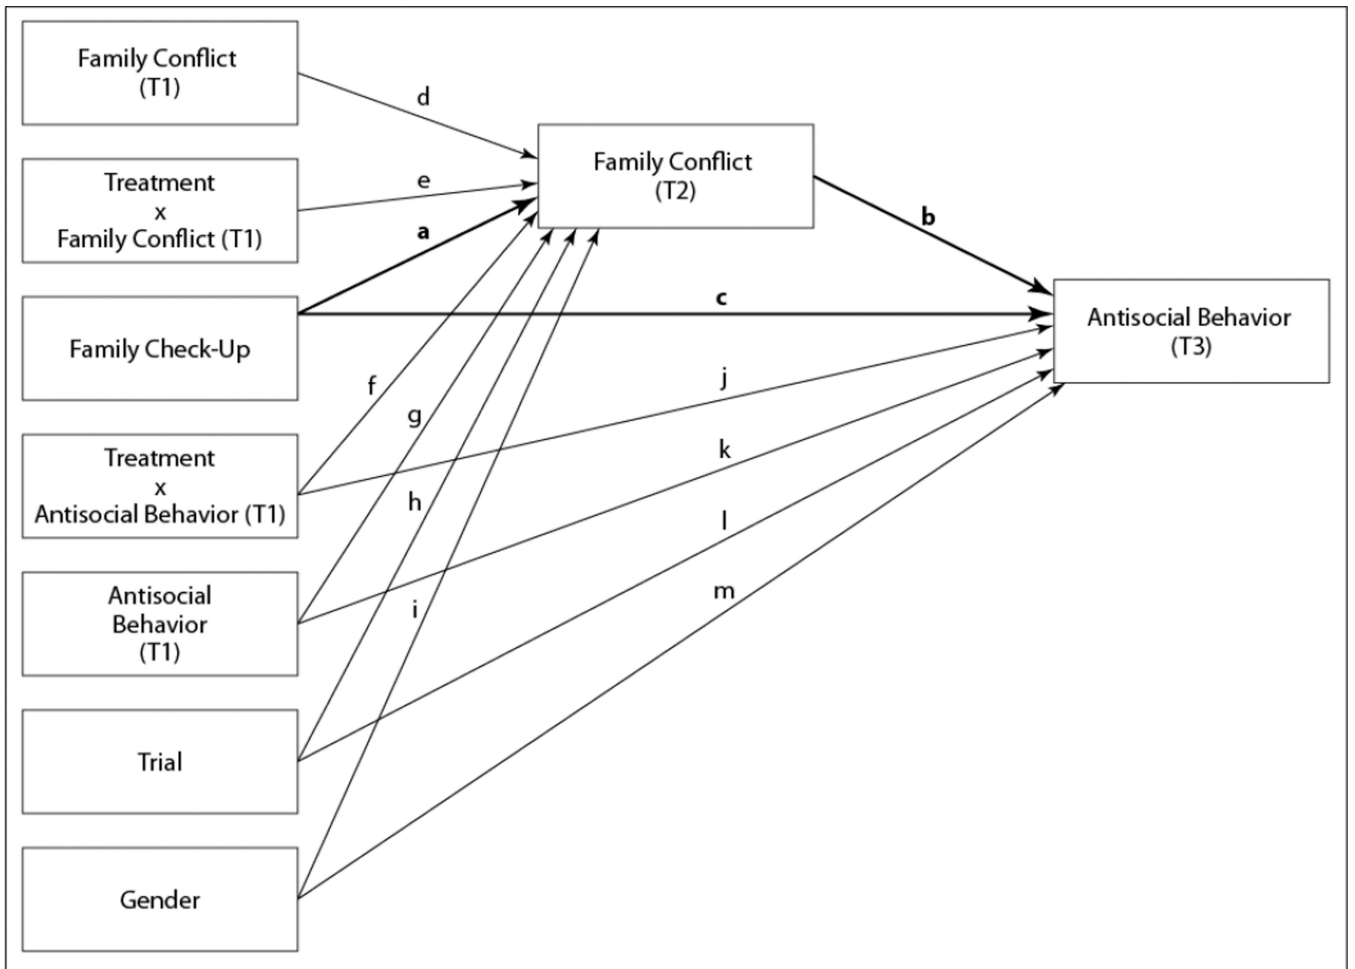 Family Conflict
(T1)
d
Family Conflict
(T2)
Treatment
x
Family Conflict (T1)
e
a
b
Family Check-Up
c
Antisocial Behavior
(T3)
f
g
j
Treatment
x
Antisocial Behavior (T1)
h
k
l
Antisocial
Behavior
(T1)
i
m
Trial
Gender